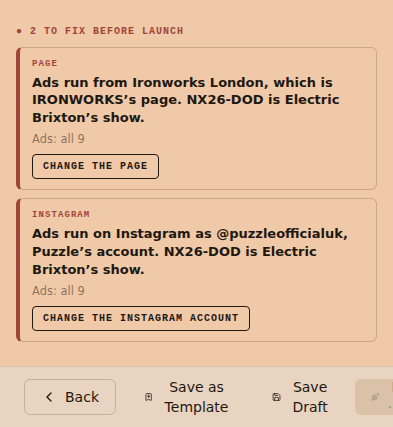 ● 2 TO FIX BEFORE LAUNCH
PAGE
Ads run from Ironworks London, which is
IRONWORKS’s page. NX26-DOD is Electric
Brixton’s show.
Ads: all 9
CHANGE THE PAGE
INSTAGRAM
Ads run on Instagram as @puzzleofficialuk,
Puzzle’s account. NX26-DOD is Electric
Brixton’s show.
Ads: all 9
CHANGE THE INSTAGRAM ACCOUNT
Back
Save as
Template
Save
Draft